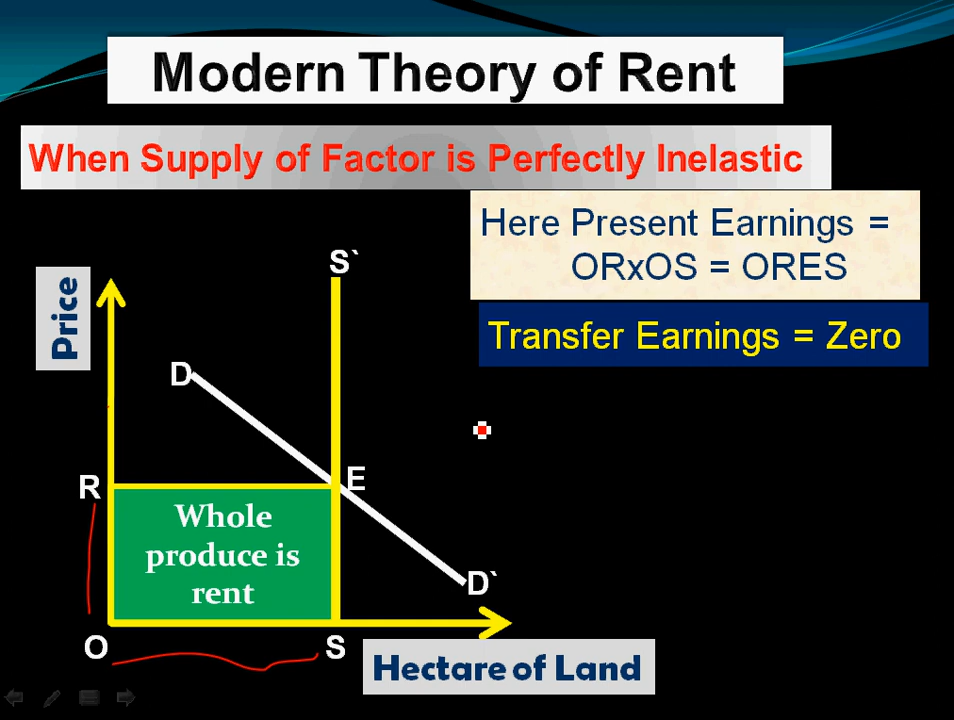 Modern Theory of Rent
When Supply of Factor is Perfectly Inelastic
Here Present Earnings =
ORxOS = ORES
Transfer Earnings = Zero
S`
Price
D
R
E
Whole
produce is
rent
D`
O
S
Hectare of Land